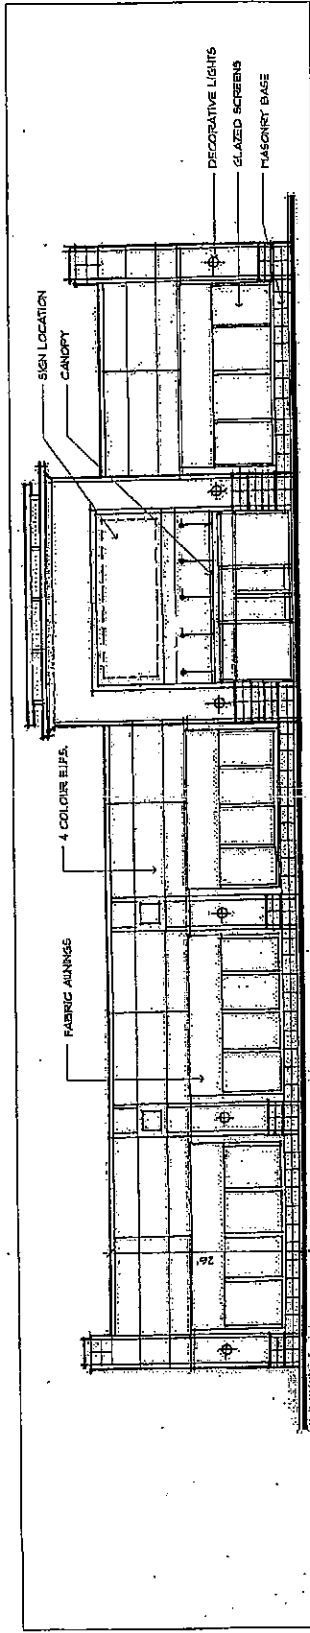 FABRIC AWNINGS
4 COLOUR E.I.F.S.
SIGN LOCATION
CANOPY
DECORATIVE LIGHTS
GLAZED SCREENS
MASONRY BASE
26'